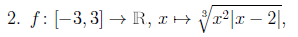 2. f: [−3, 3] → ℝ, x ↦ ∛(x²|x − 2|),